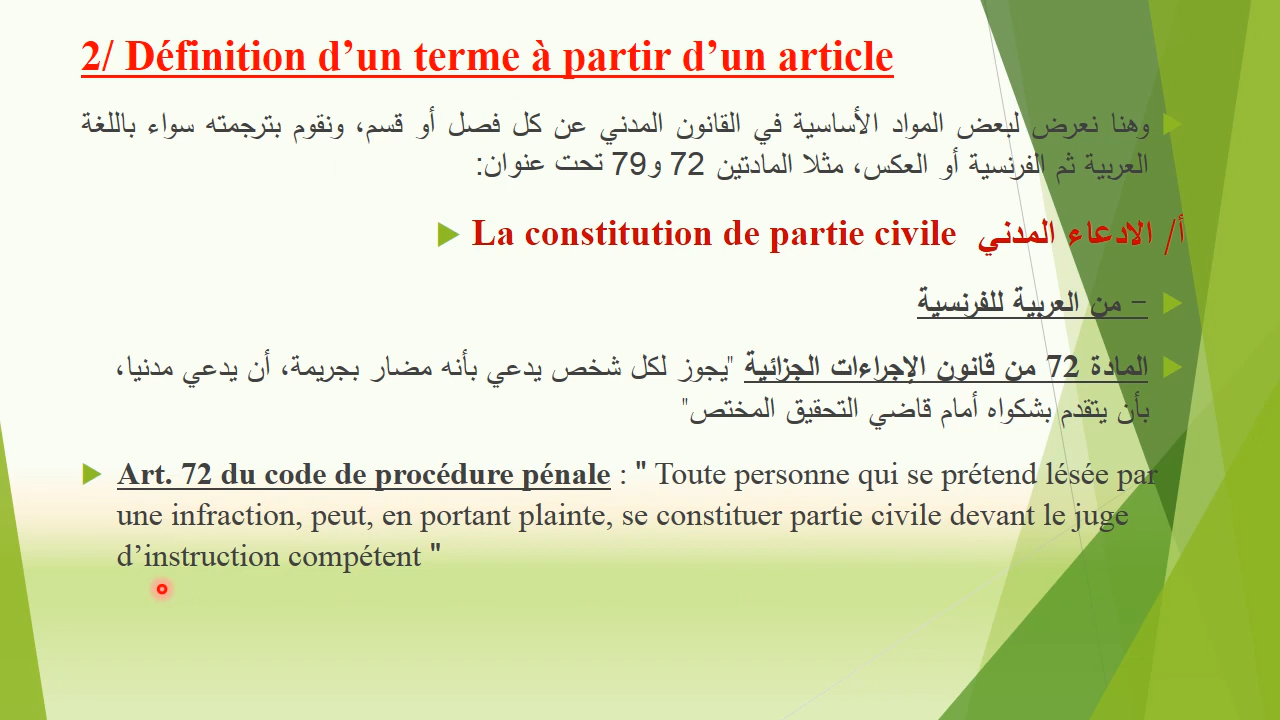 2/ Définition d’un terme à partir d’un article
وهنا نعرض لبعض المواد الأساسية في القانون المدني عن كل فصل أو قسم، ونقوم بترجمته سواء باللغة
العربية ثم الفرنسية أو العكس، مثلا المادتين 72 و79 تحت عنوان:
أ/ الادعاء المدني La constitution de partie civile
– من العربية للفرنسية
المادة 72 من قانون الإجراءات الجزائية "يجوز لكل شخص يدعي بأنه مضار بجريمة، أن يدعي مدنيا،
بأن يتقدم بشكواه أمام قاضي التحقيق المختص"
Art. 72 du code de procédure pénale : " Toute personne qui se prétend lésée par
une infraction, peut, en portant plainte, se constituer partie civile devant le juge
d’instruction compétent "